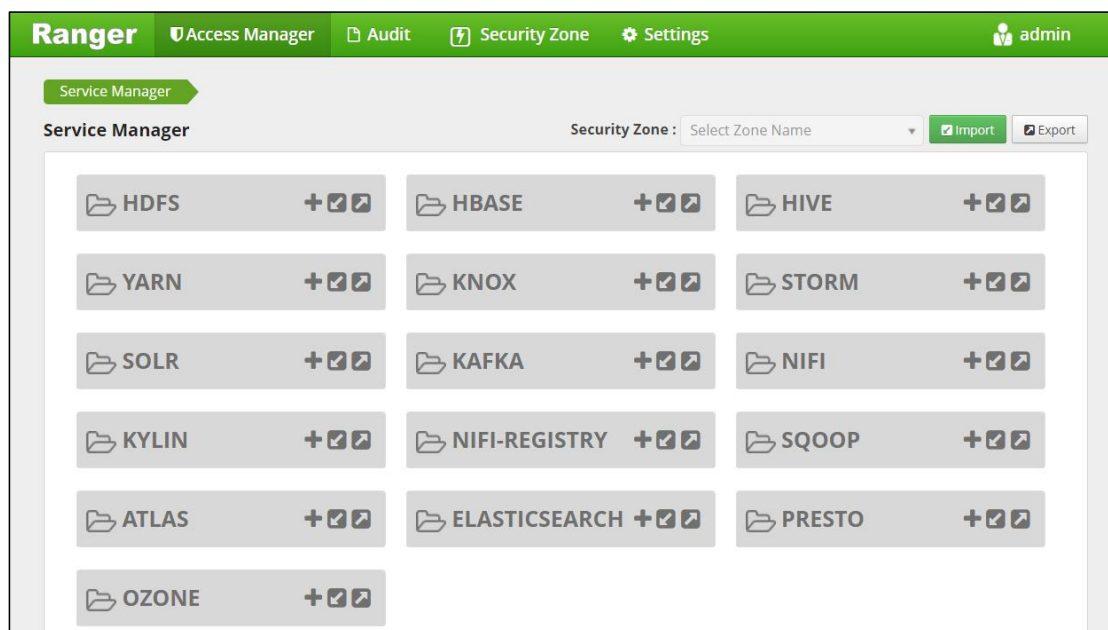 Ranger Access Manager Audit Security Zone Settings admin
Service Manager
Service Manager Security Zone : Select Zone Name Import Export
HDFS HBASE HIVE
YARN KNOX STORM
SOLR KAFKA NIFI
KYLIN NIFI-REGISTRY SQOOP
ATLAS ELASTICSEARCH PRESTO
OZONE